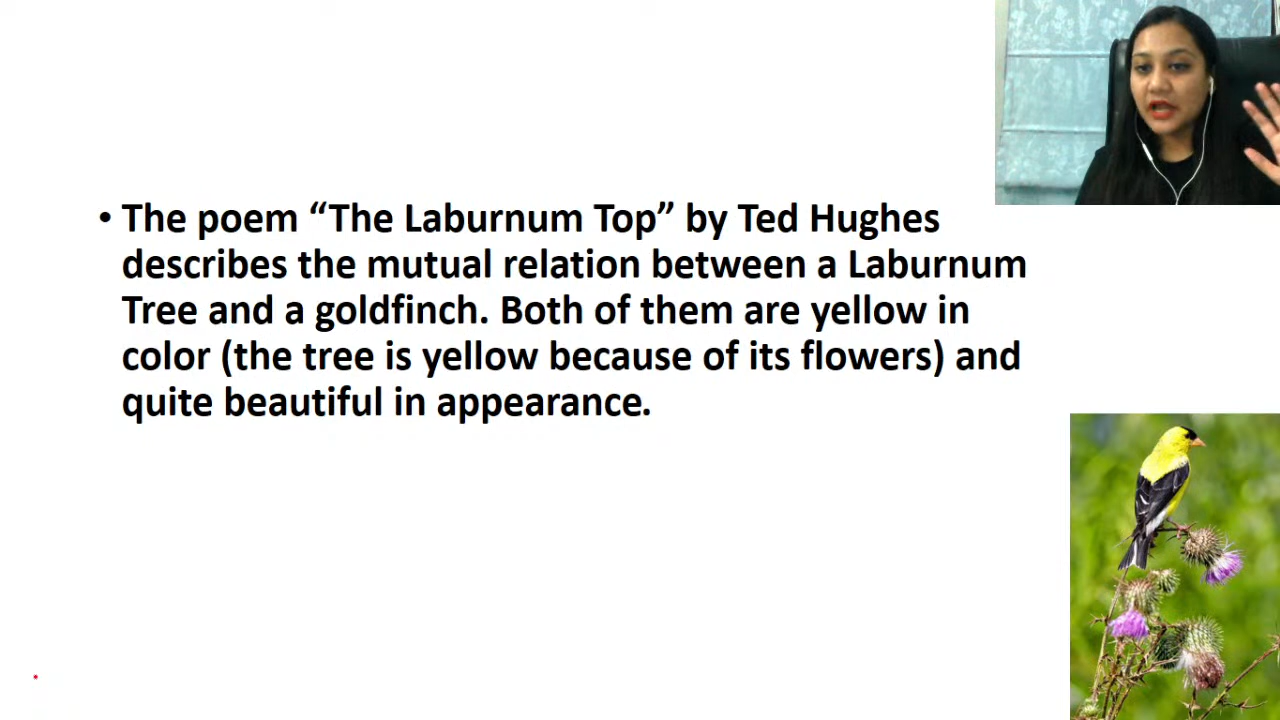 • The poem “The Laburnum Top” by Ted Hughes
describes the mutual relation between a Laburnum
Tree and a goldfinch. Both of them are yellow in
color (the tree is yellow because of its flowers) and
quite beautiful in appearance.